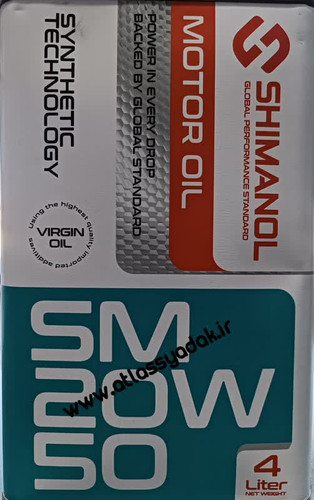 SHIMANOL
GLOBAL PERFORMANCE STANDARD
MOTOR OIL
POWER IN EVERY DROP
BACKED BY GLOBAL STANDARD
SYNTHETIC
TECHNOLOGY
Using the highest quality
VIRGIN
OIL
imported additives
SM
20W
50
www.atlassyadak.ir
4
Liter
NET WEIGHT